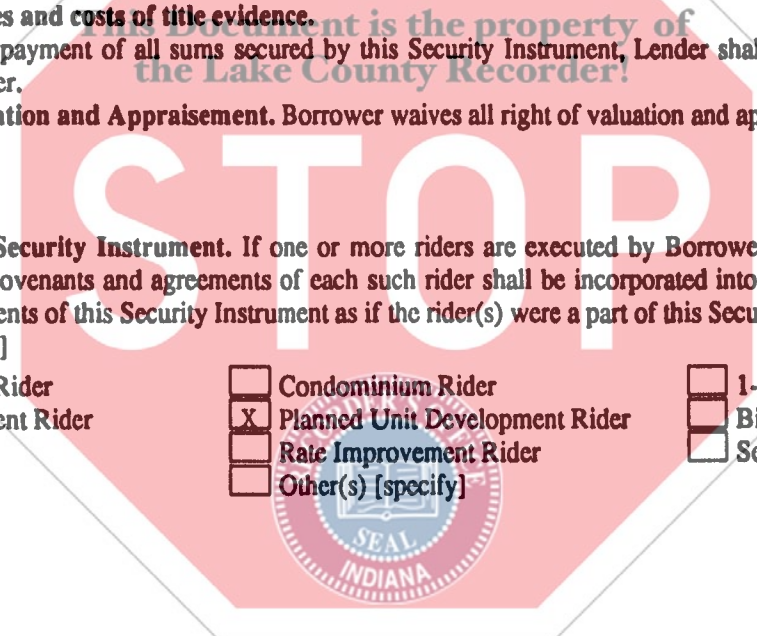 es and costs of title evidence.
This Document is the property of
payment of all sums secured by this Security Instrument, Lender shal
the Lake County Recorder!
er.
ation and Appraisement. Borrower waives all right of valuation and ap
STOP
Security Instrument. If one or more riders are executed by Borrowe
ovenants and agreements of each such rider shall be incorporated into
ents of this Security Instrument as if the rider(s) were a part of this Secu
]
Rider Condominium Rider 1-
ent Rider X Planned Unit Development Rider Bi
Rate Improvement Rider Se
Other(s) [specify]
RECORDER'S OFFICE
SEAL
INDIANA